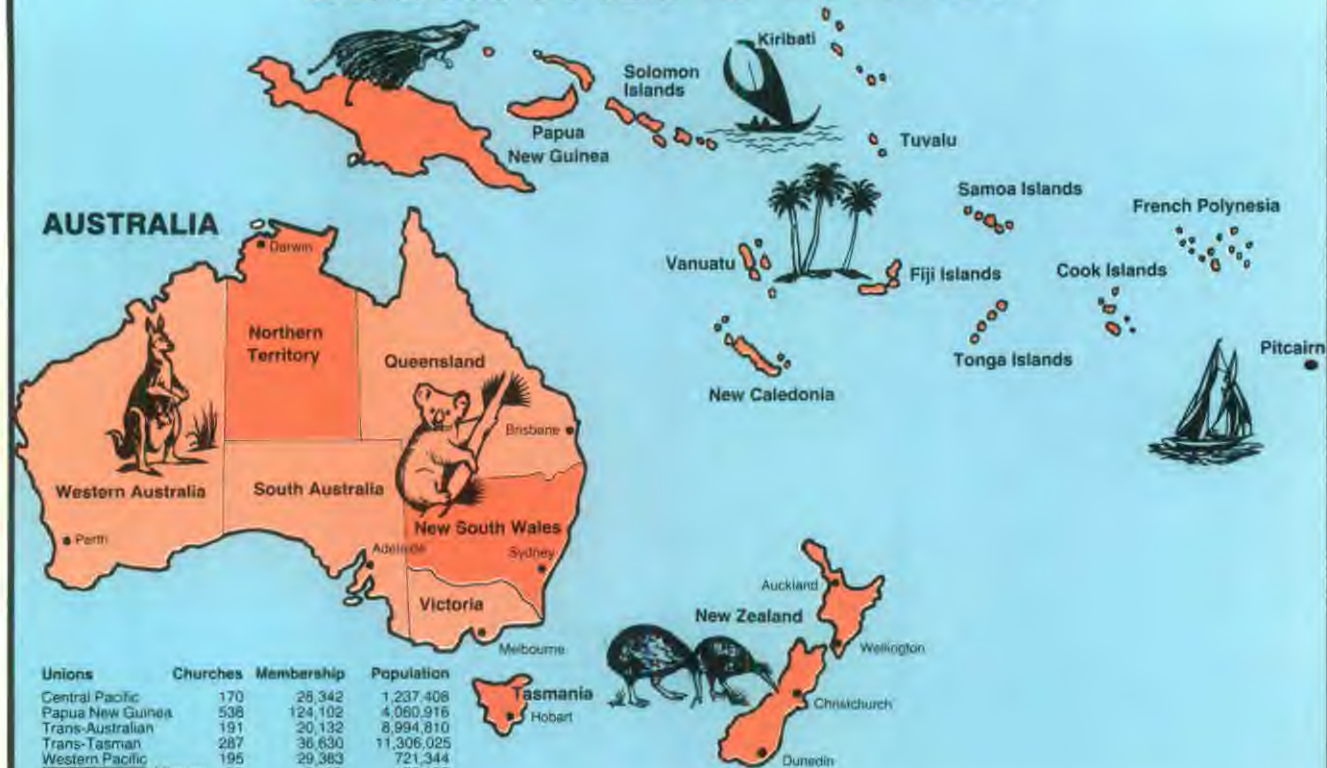 Kiribati
Solomon
Islands
Papua
New Guinea
Tuvalu
Samoa Islands
French Polynesia
AUSTRALIA
Darwin
Vanuatu
Fiji Islands
Cook Islands
Northern
Territory
Queensland
Tonga Islands
Pitcairn
New Caledonia
Brisbane
Western Australia
South Australia
New South Wales
Perth
Adelaide
Sydney
Auckland
Victoria
New Zealand
Melbourne
Wellington
Unions Churches Membership Population
Central Pacific 170 26,342 1,237,408
Papua New Guinea 538 124,102 4,060,916
Trans-Australian 191 20,132 8,994,810
Trans-Tasman 287 36,630 11,306,025
Western Pacific 195 29,363 721,344
Tasmania
Hobart
Christchurch
Dunedin